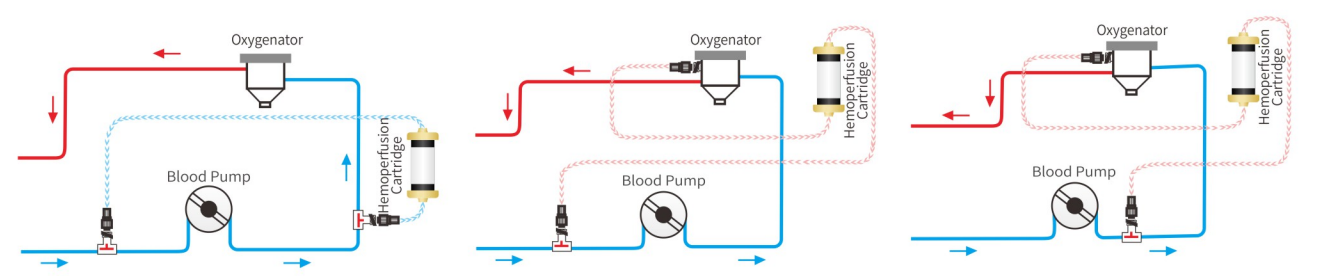 Oxygenator
Hemoperfusion
Cartridge
Blood Pump
Oxygenator
Hemoperfusion
Cartridge
Blood Pump
Oxygenator
Hemoperfusion
Cartridge
Blood Pump